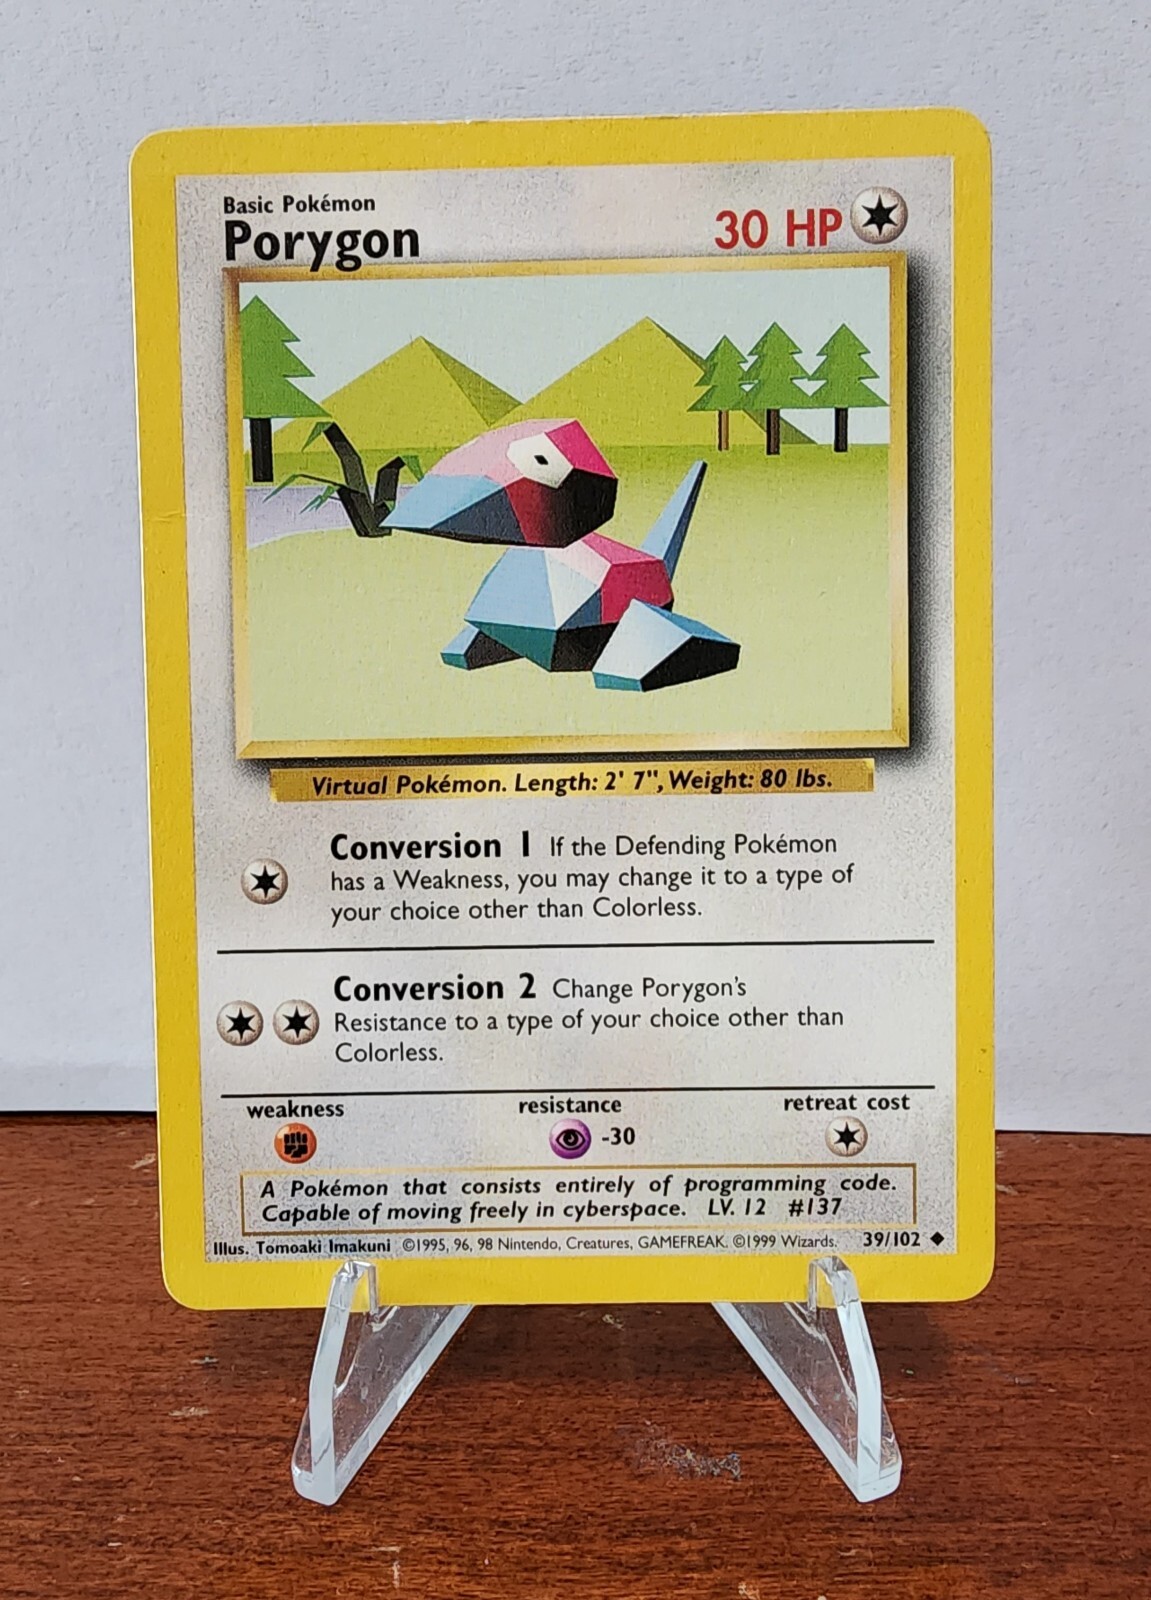 Basic Pokémon
Porygon 30 HP
Virtual Pokémon. Length: 2' 7", Weight: 80 lbs.
Conversion 1 If the Defending Pokémon
has a Weakness, you may change it to a type of
your choice other than Colorless.
Conversion 2 Change Porygon's
Resistance to a type of your choice other than
Colorless.
weakness resistance retreat cost
-30
A Pokémon that consists entirely of programming code.
Capable of moving freely in cyberspace. LV. 12 #137
Illus. Tomoaki Imakuni ©1995, 96, 98 Nintendo, Creatures, GAMEFREAK. ©1999 Wizards. 39/102